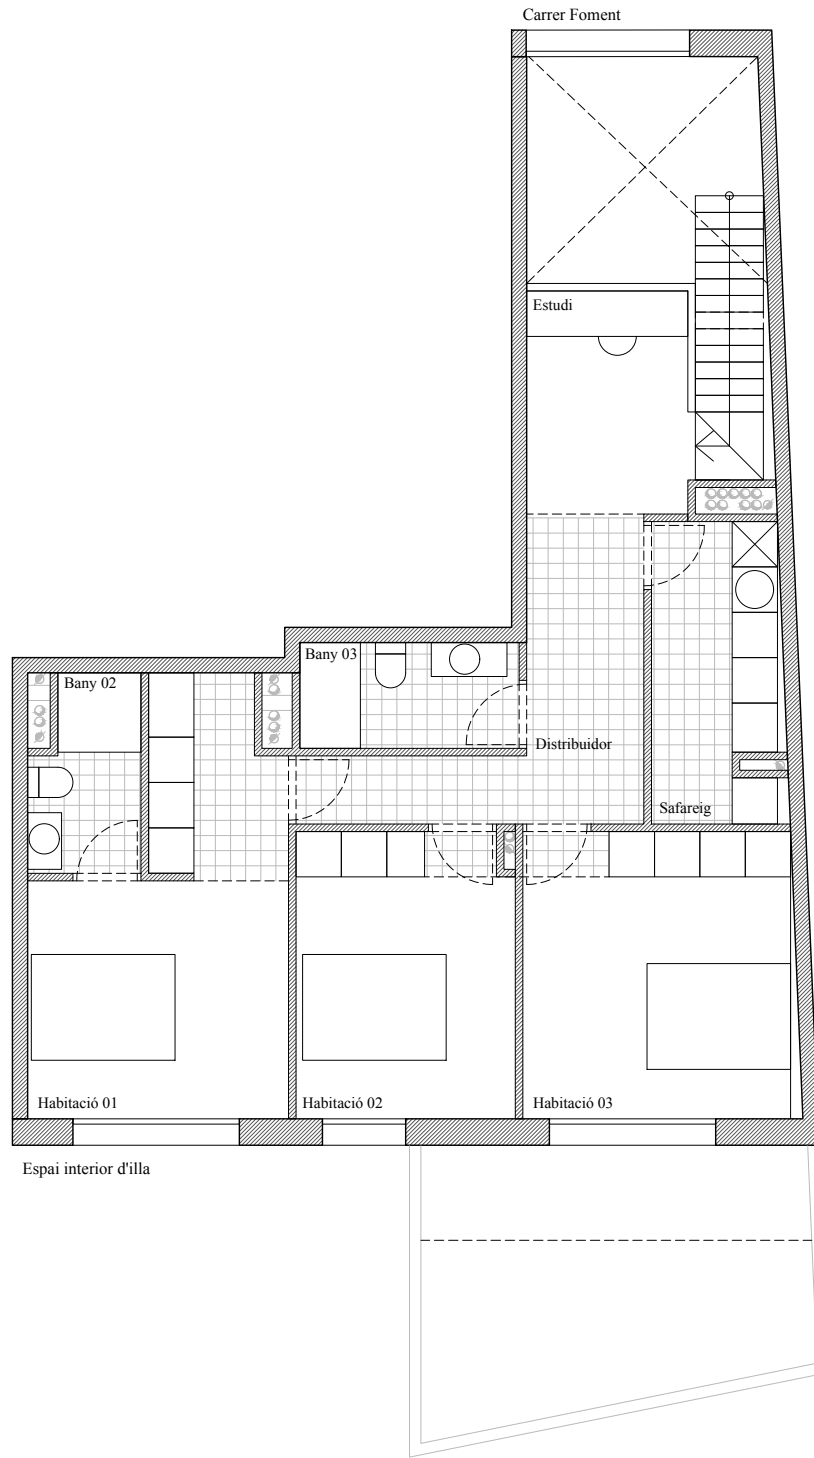 Carrer Foment
Estudi
Bany 03
Bany 02
Distribuidor
Safareig
Habitació 01
Habitació 02
Habitació 03
Espai interior d'illa